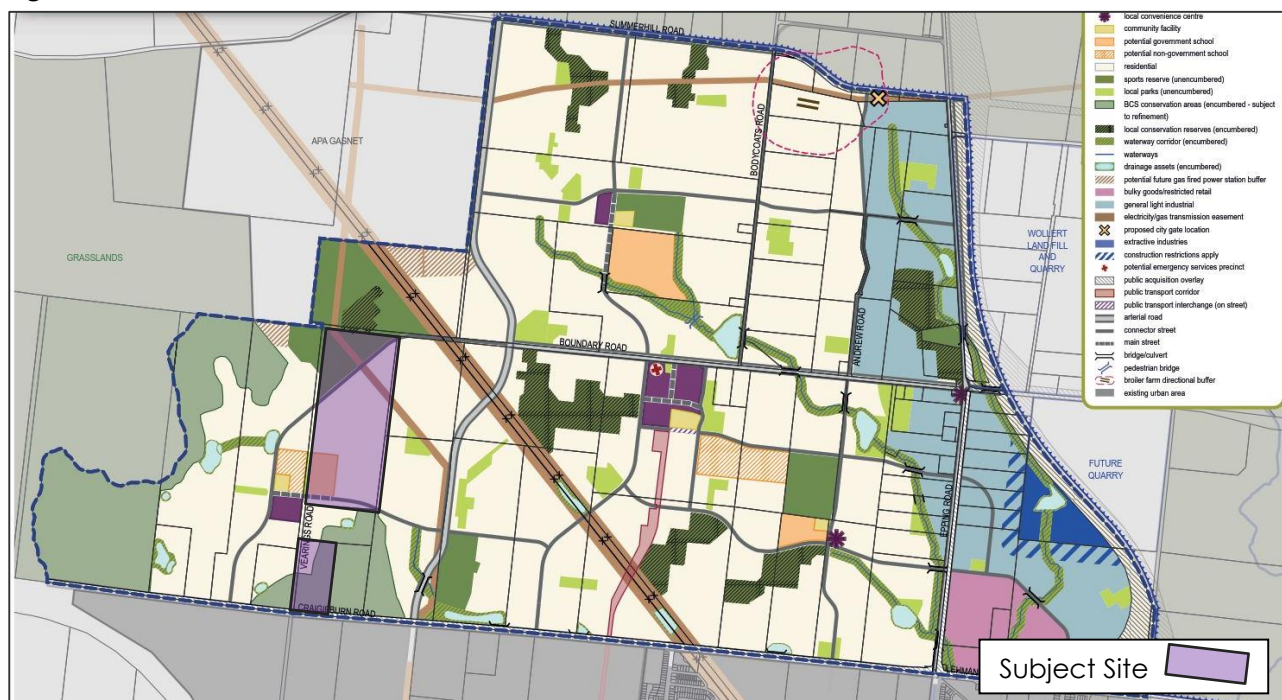 SUMMERHILL ROAD
local convenience centre
community facility
potential government school
potential non-government school
residential
sports reserve (unencumbered)
local parks (unencumbered)
BCS conservation areas (encumbered - subject
to refinement)
local conservation reserves (encumbered)
waterway corridor (encumbered)
waterways
drainage assets (encumbered)
potential future gas fired power station buffer
bulky goods/restricted retail
general light industrial
electricity/gas transmission easement
proposed city gate location
extractive industries
construction restrictions apply
potential emergency services precinct
public acquisition overlay
public transport corridor
public transport interchange (on street)
arterial road
connector street
main street
bridge/culvert
pedestrian bridge
broiler farm directional buffer
existing urban area
APA GASNET
BODYCOATS ROAD
GRASSLANDS
WOLLERT
LAND FILL
AND
QUARRY
ANDREW ROAD
BOUNDARY ROAD
FUTURE
QUARRY
EPPING ROAD
VEARINGS ROAD
CRAIGIEBURN ROAD
Subject Site